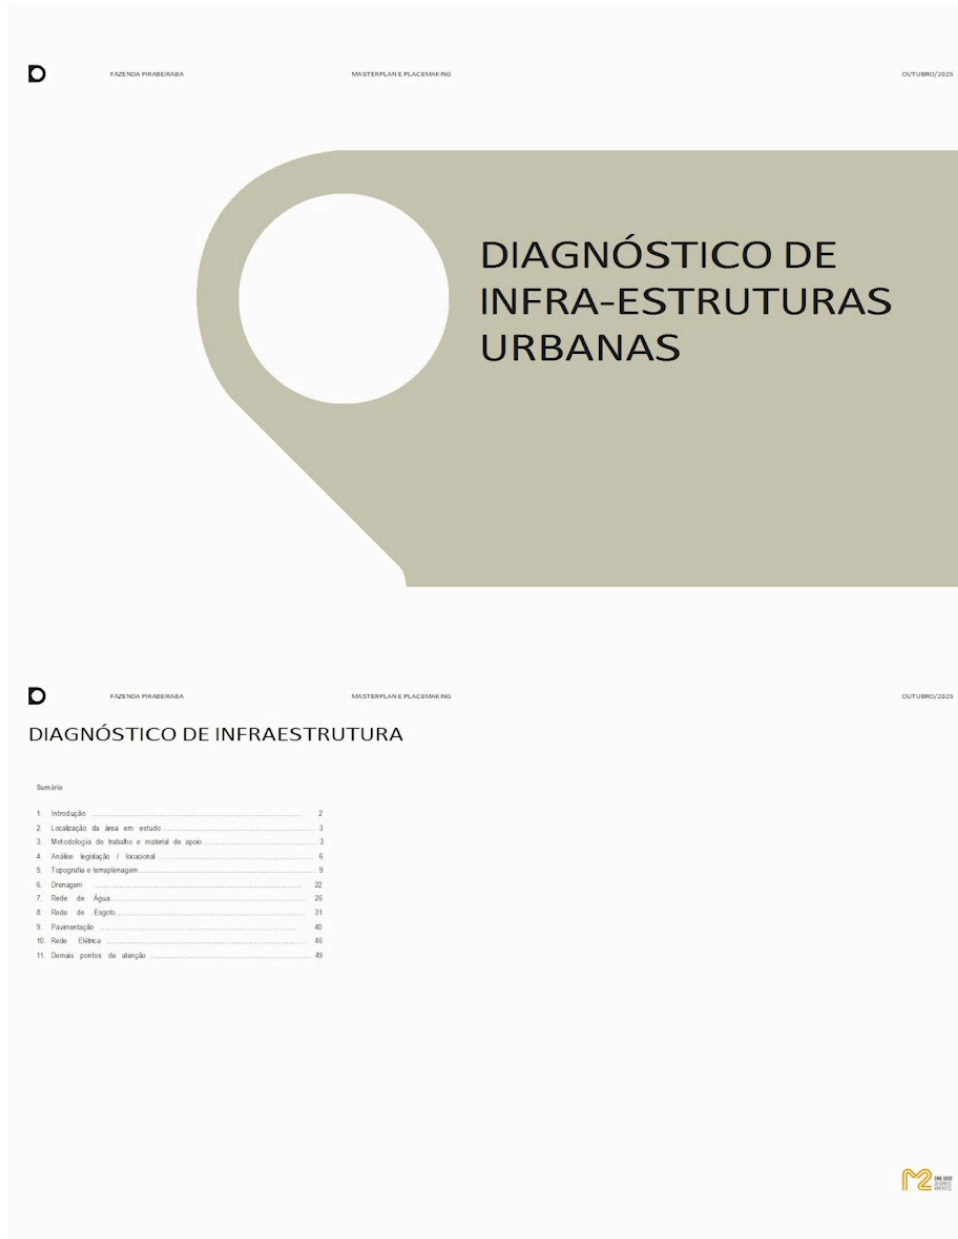 FAZENDA PIRABEIRABA MASTERPLAN E PLACEMAKING OUTUBRO/2025
DIAGNÓSTICO DE
INFRA-ESTRUTURAS
URBANAS
FAZENDA PIRABEIRABA MASTERPLAN E PLACEMAKING OUTUBRO/2025
DIAGNÓSTICO DE INFRAESTRUTURA
Sumário
1. Introdução 2
2. Localização da área em estudo 3
3. Metodologia de trabalho e material de apoio 3
4. Análise legislação / locacional 6
5. Topografia e terraplenagem 9
6. Drenagem 22
7. Rede de Água 26
8. Rede de Esgoto 31
9. Pavimentação 40
10. Rede Elétrica 46
11. Demais pontos de atenção 49
M2